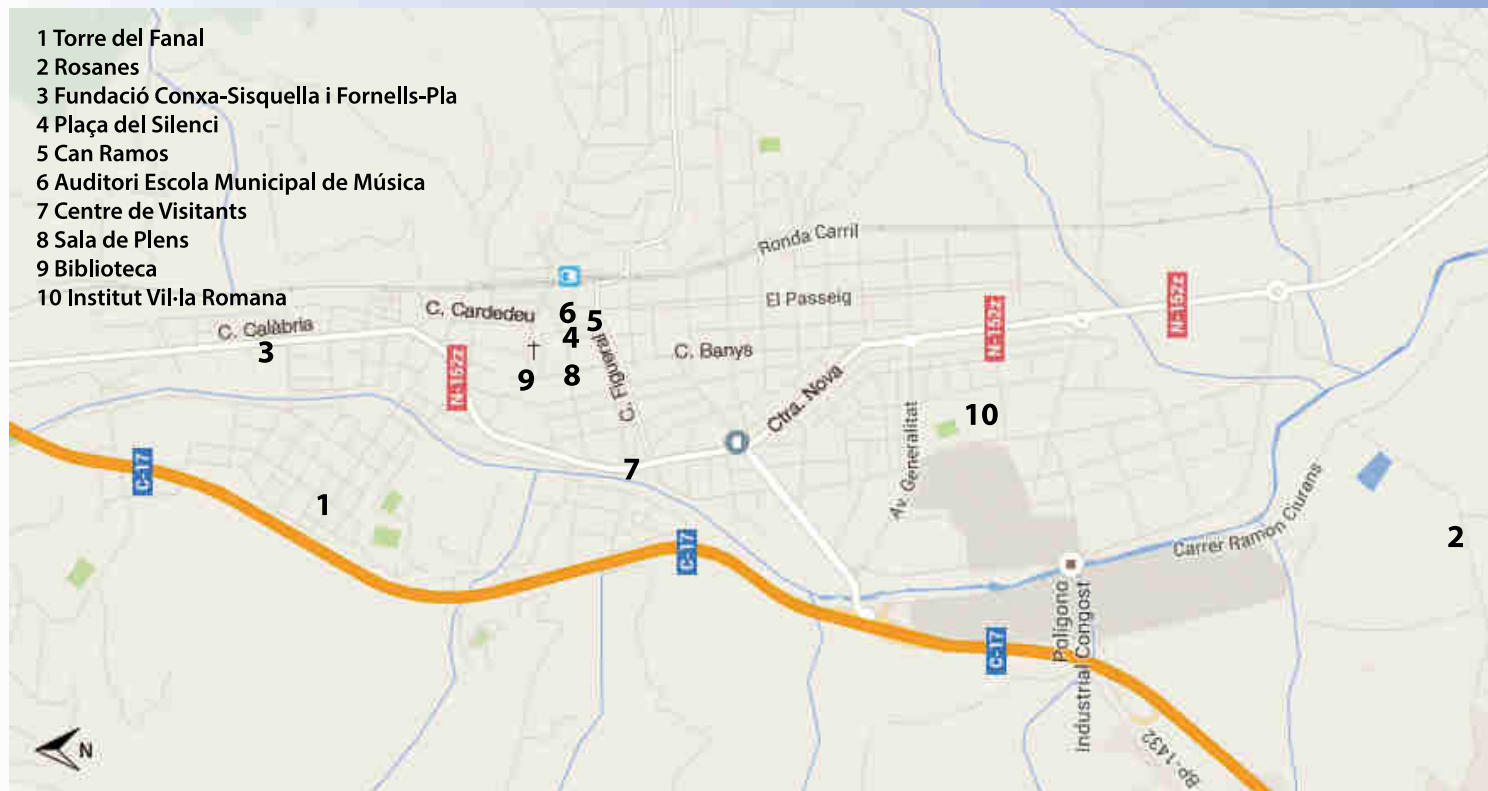 1 Torre del Fanal
2 Rosanes
3 Fundació Conxa-Sisquella i Fornells-Pla
4 Plaça del Silenci
5 Can Ramos
6 Auditori Escola Municipal de Música
7 Centre de Visitants
8 Sala de Plens
9 Biblioteca
10 Institut Vil·la Romana
Ronda Carril
El Passeig
C. Cardedeu
C. Calàbria
6
5
4
3
C. Banys
N-152z
N-152z
N-152z
9
8
C. Figueral
Ctra. Nova
10
Av. Generalitat
7
C-17
1
C-17
Carrer Ramon Ciurans
2
Polígono
Industrial Congost
C-17
BP-1432
N